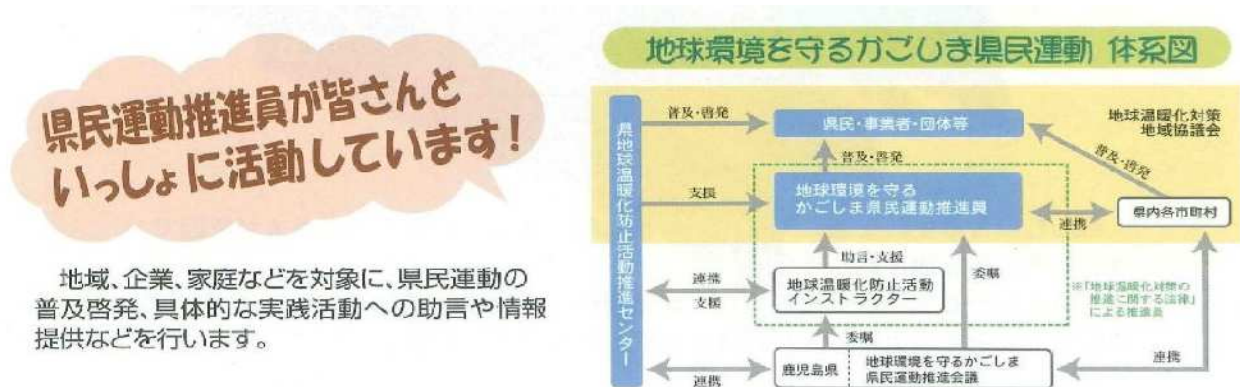 県民運動推進員が皆さんと
いっしょに活動しています!
地域、企業、家庭などを対象に、県民運動の
普及啓発、具体的な実践活動への助言や情報
提供などを行います。
地球環境を守るかごしま県民運動 体系図
県地球温暖化防止活動推進センター
普及・啓発
県民・事業者・団体等
地球温暖化対策
地域協議会
普及・啓発
普及・啓発
支援
地球環境を守る
かごしま県民運動推進員
連携
県内各市町村
助言・支援
委嘱
連携
支援
地球温暖化防止活動
インストラクター
※「地球温暖化対策の
推進に関する法律」
による推進員
委嘱
連携
鹿児島県
地球環境を守るかごしま
県民運動推進会議
連携